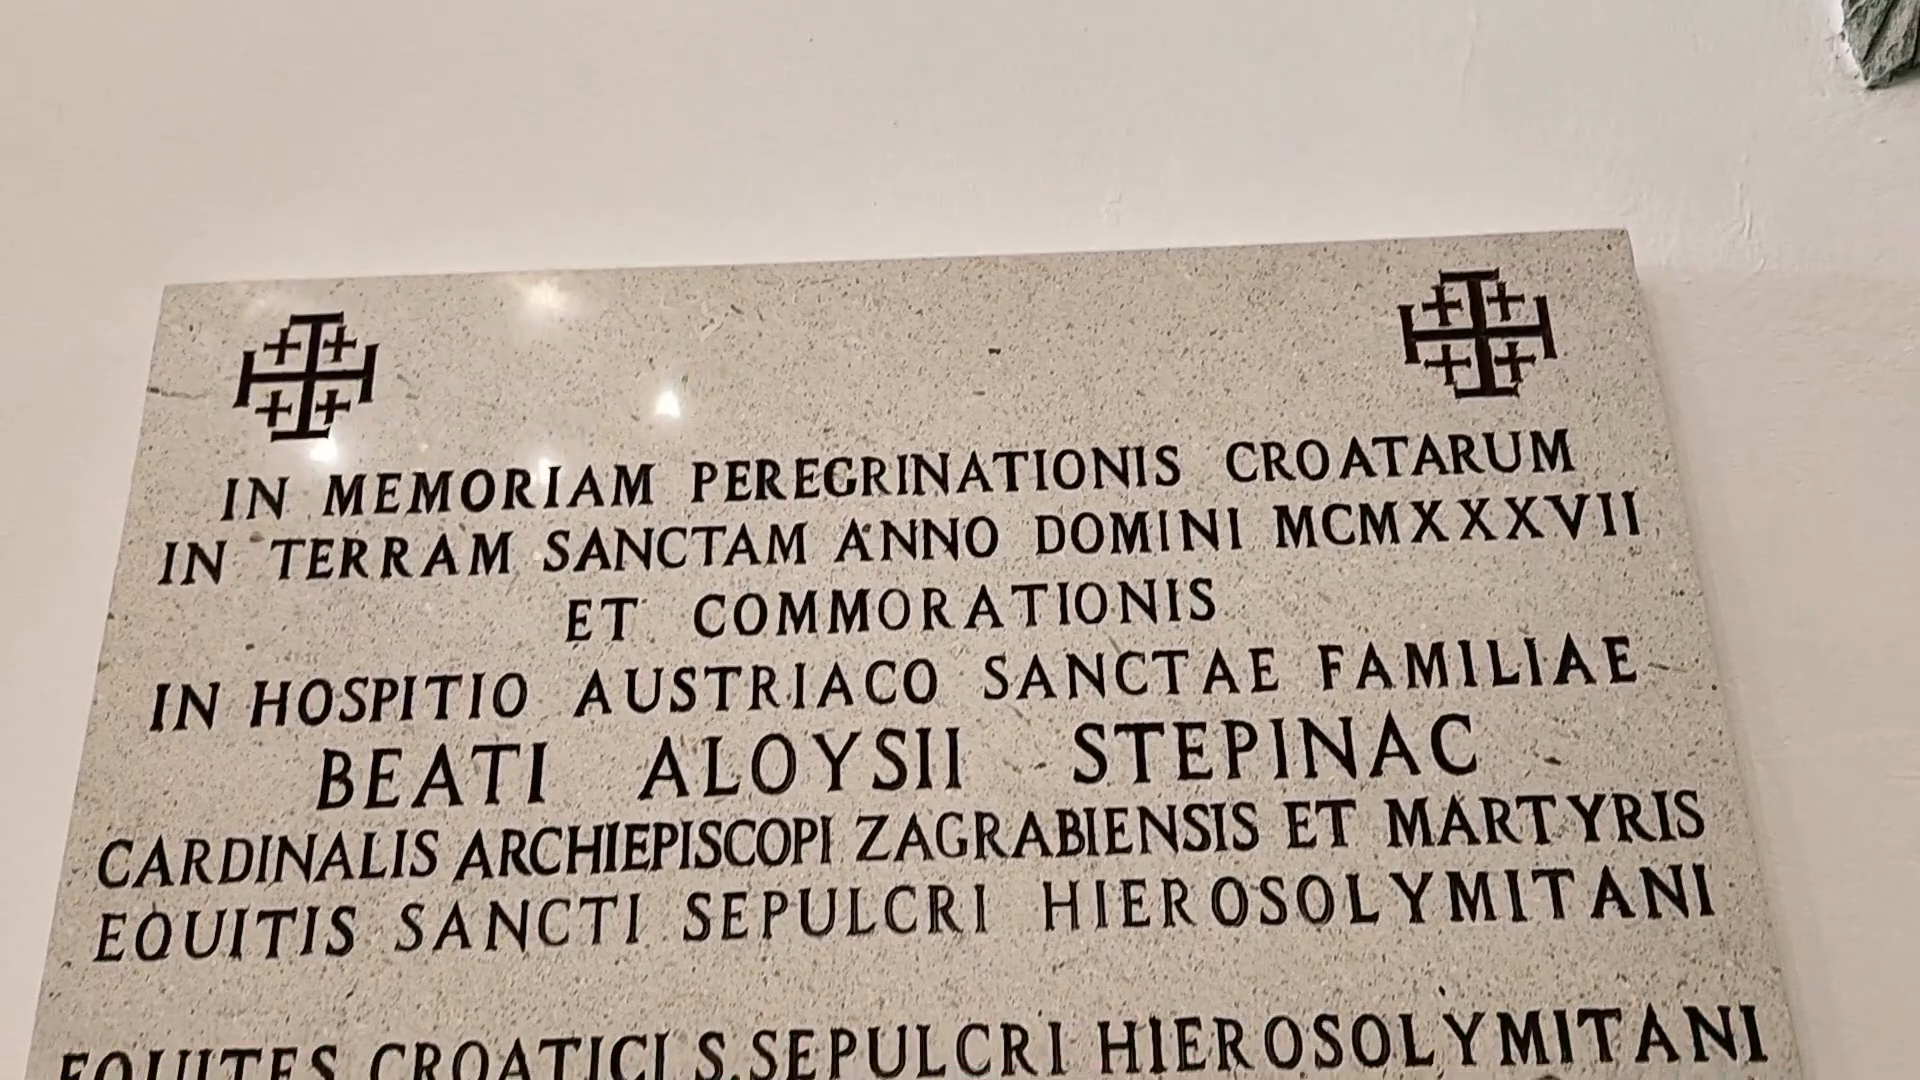 IN MEMORIAM PEREGRINATIONIS CROATARUM
IN TERRAM SANCTAM ANNO DOMINI MCMXXXVII
ET COMMORATIONIS
IN HOSPITIO AUSTRIACO SANCTAE FAMILIAE
BEATI ALOYSII STEPINAC
CARDINALIS ARCHIEPISCOPI ZAGRABIENSIS ET MARTYRIS
EQUITIS SANCTI SEPULCRI HIEROSOLYMITANI
EQUITES CROATICI S.SEPULCRI HIEROSOLYMITANI